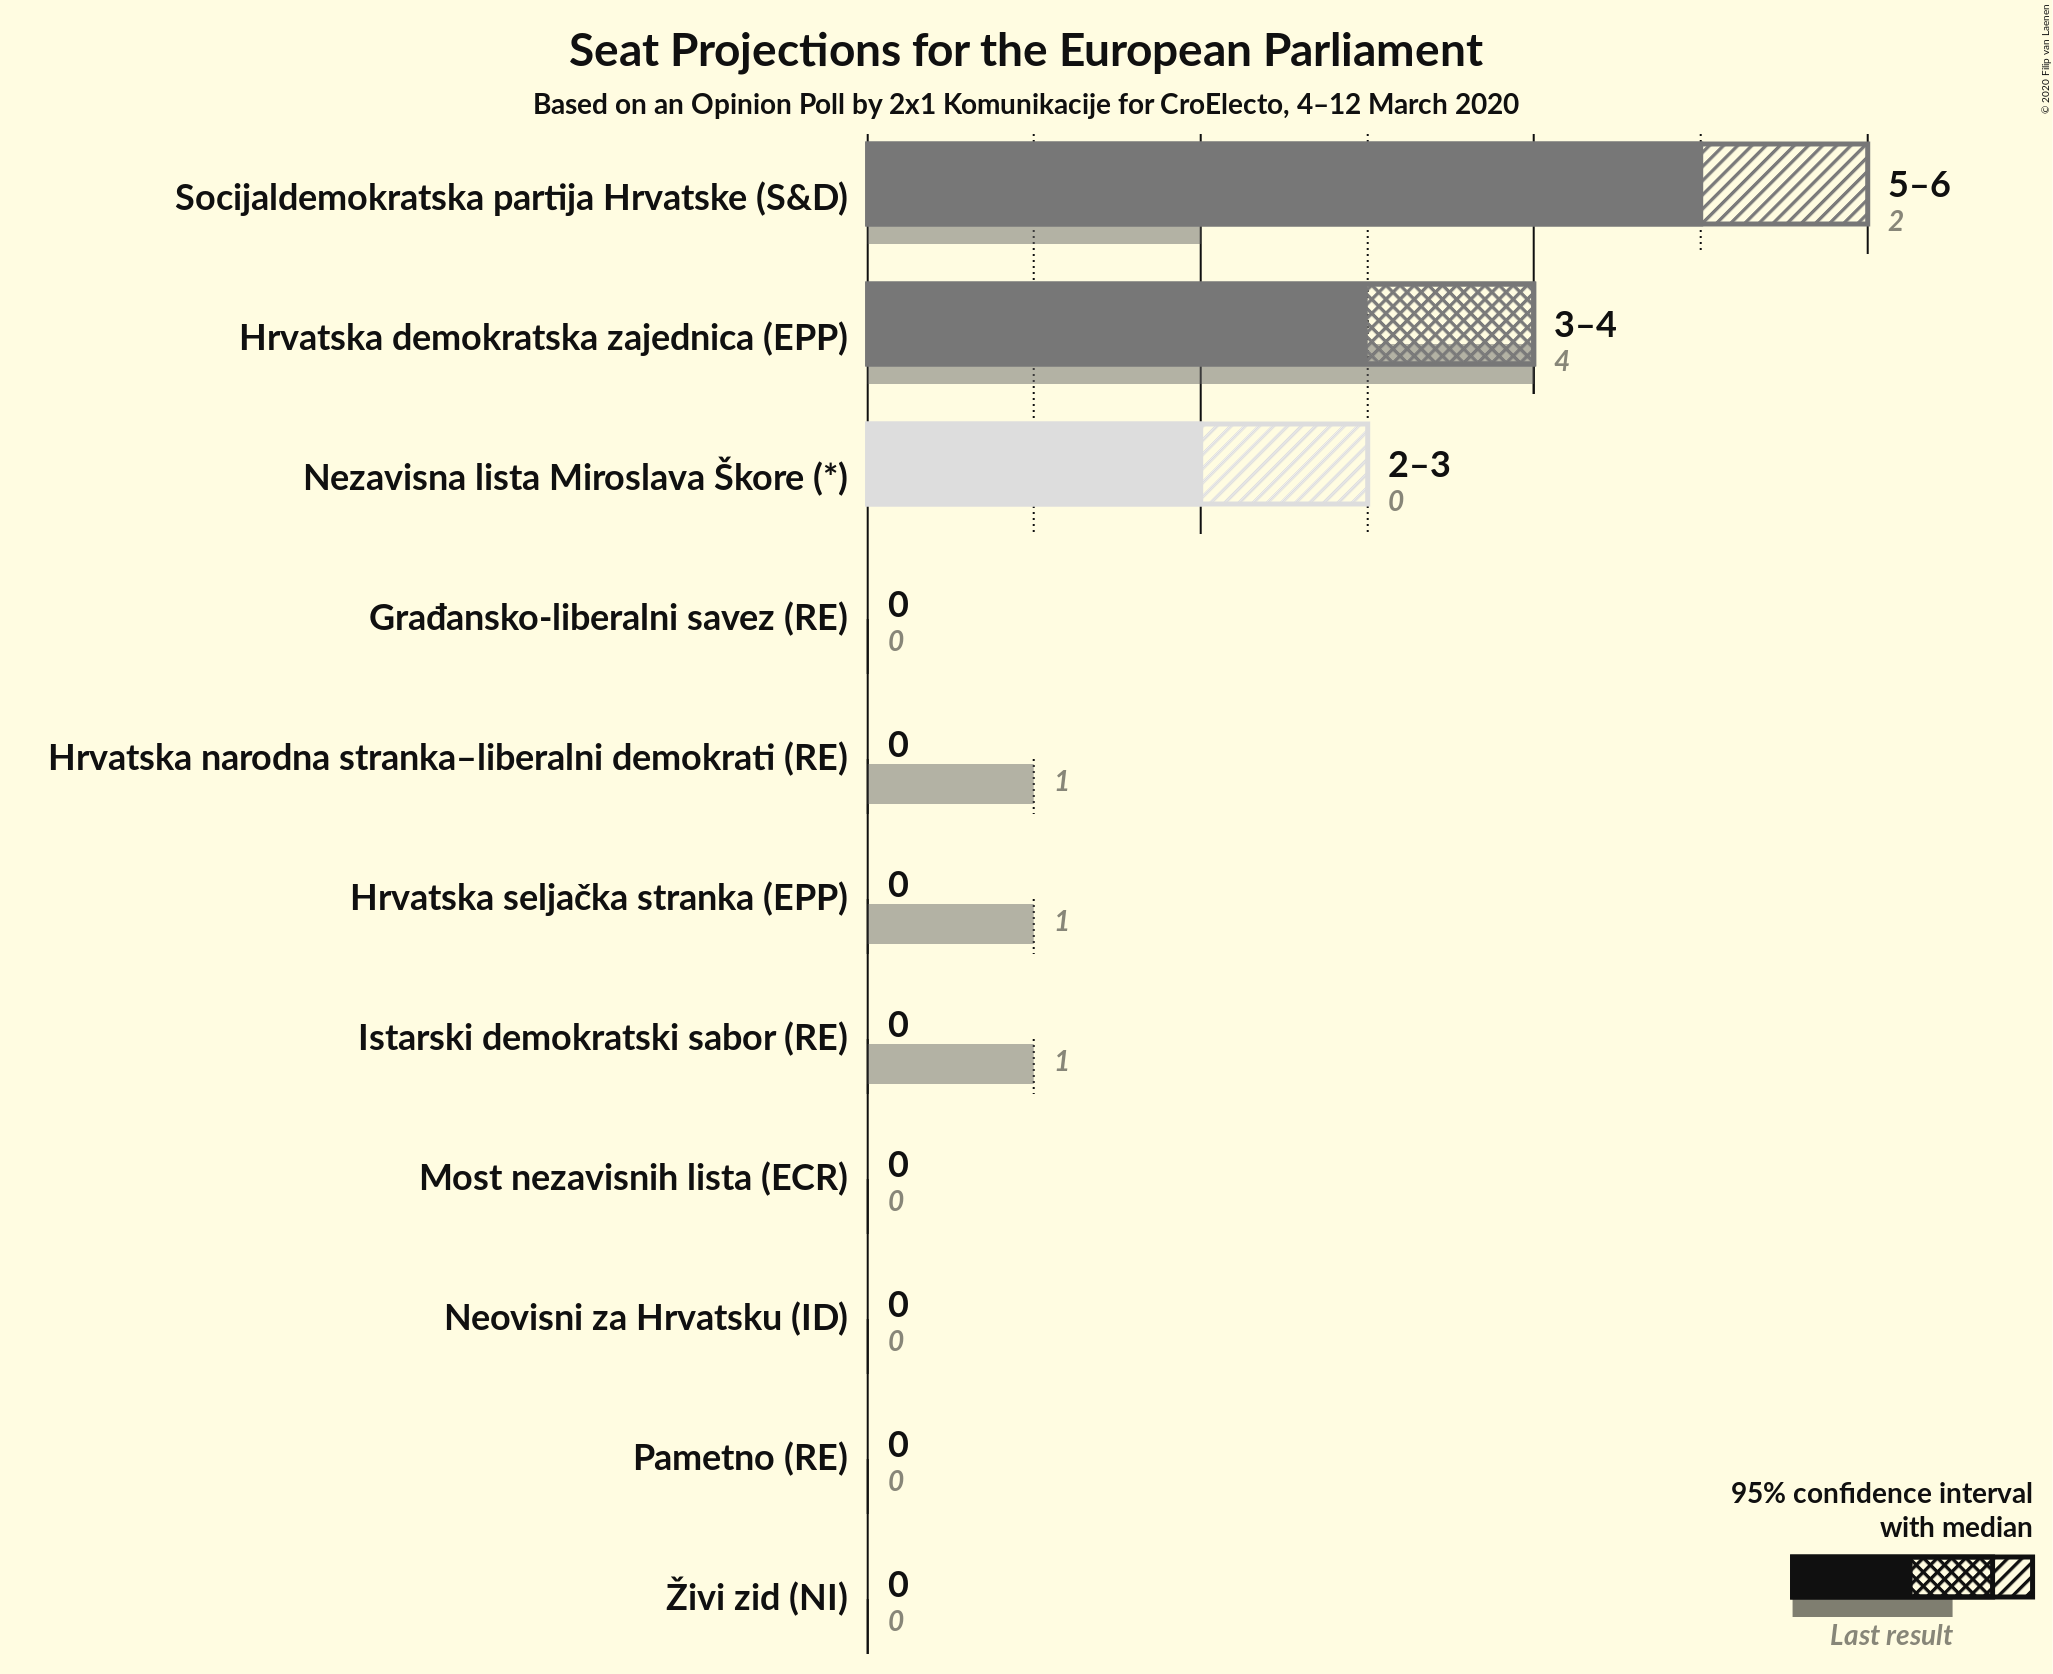 Seat Projections for the European Parliament
Based on an Opinion Poll by 2x1 Komunikacije for CroElecto, 4–12 March 2020
© 2020 Filip van Laenen
Socijaldemokratska partija Hrvatske (S&D)
5–6
2
Hrvatska demokratska zajednica (EPP)
3–4
4
Nezavisna lista Miroslava Škore (*)
2–3
0
Građansko-liberalni savez (RE)
0
0
Hrvatska narodna stranka–liberalni demokrati (RE)
0
1
Hrvatska seljačka stranka (EPP)
0
1
Istarski demokratski sabor (RE)
0
1
Most nezavisnih lista (ECR)
0
0
Neovisni za Hrvatsku (ID)
0
0
Pametno (RE)
0
0
Živi zid (NI)
0
0
95% confidence interval
with median
Last result